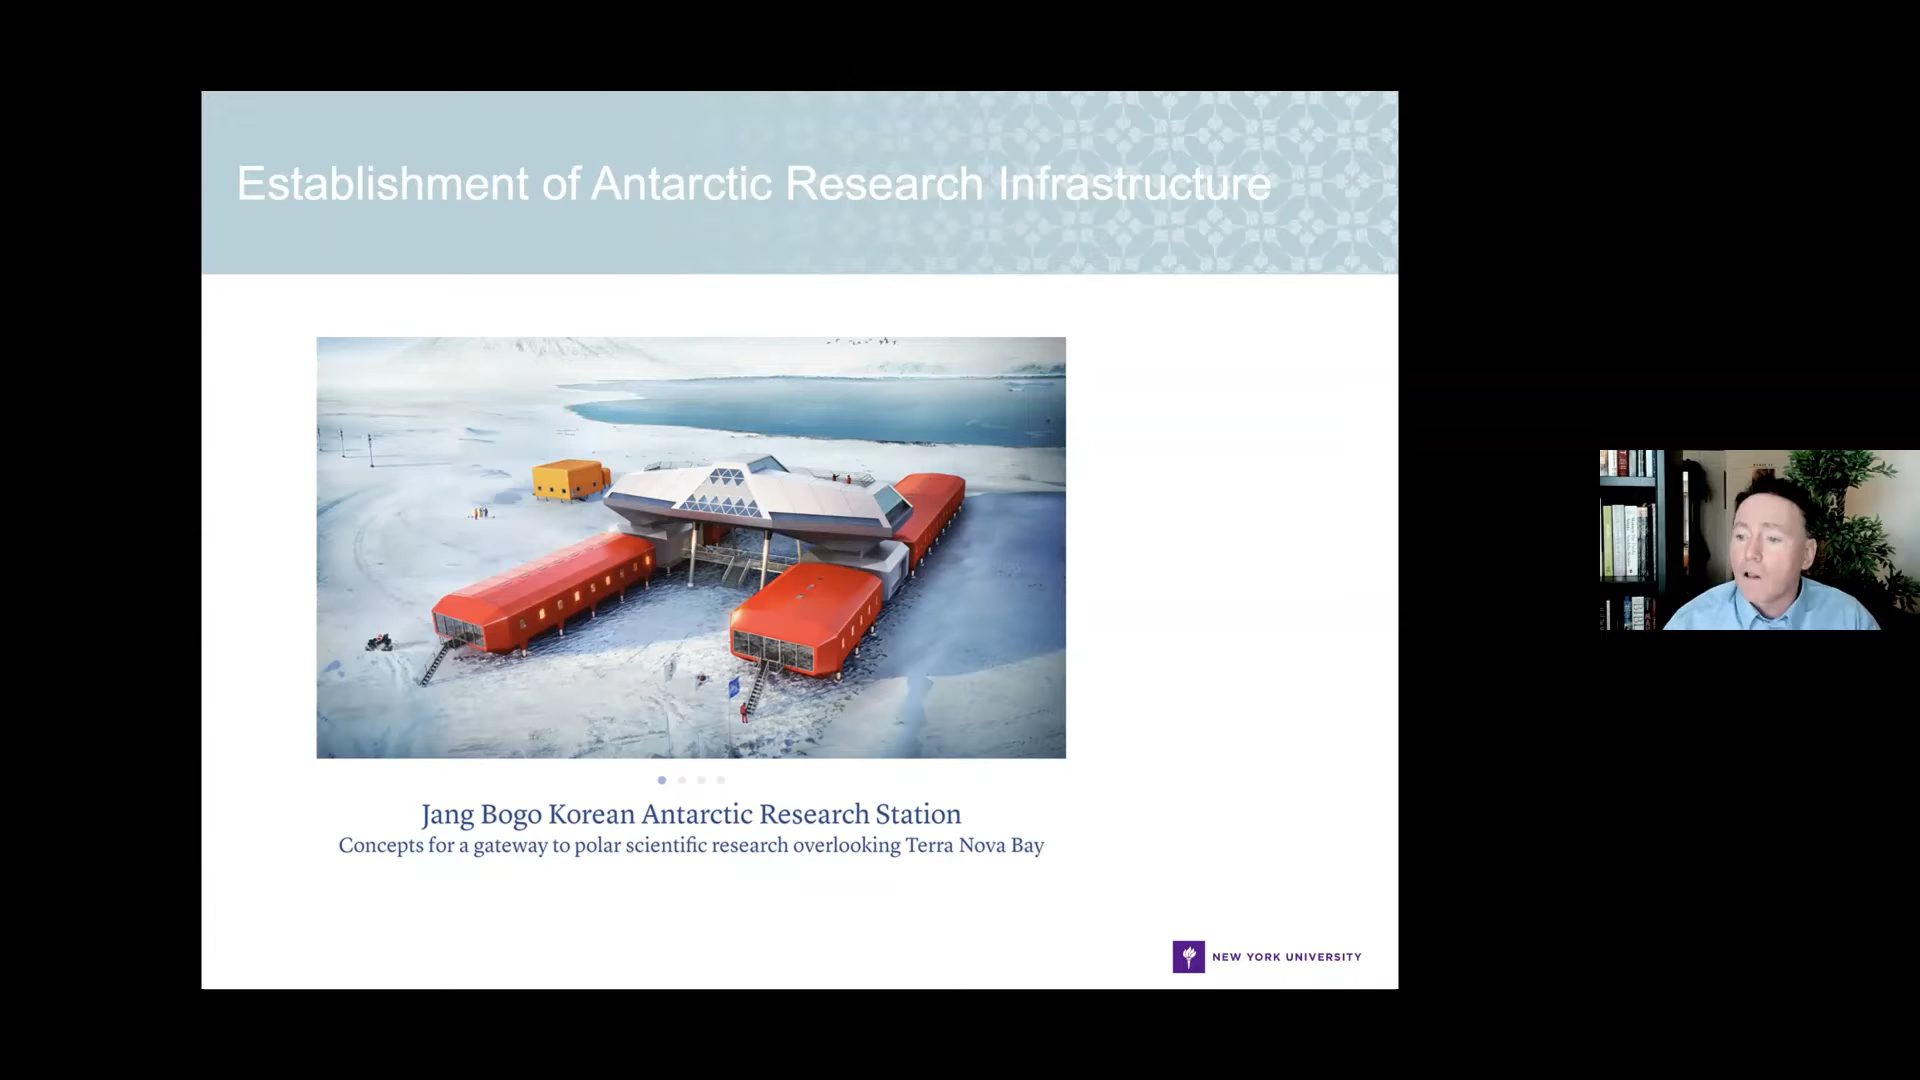 Establishment of Antarctic Research Infrastructure
Jang Bogo Korean Antarctic Research Station
Concepts for a gateway to polar scientific research overlooking Terra Nova Bay
NEW YORK UNIVERSITY